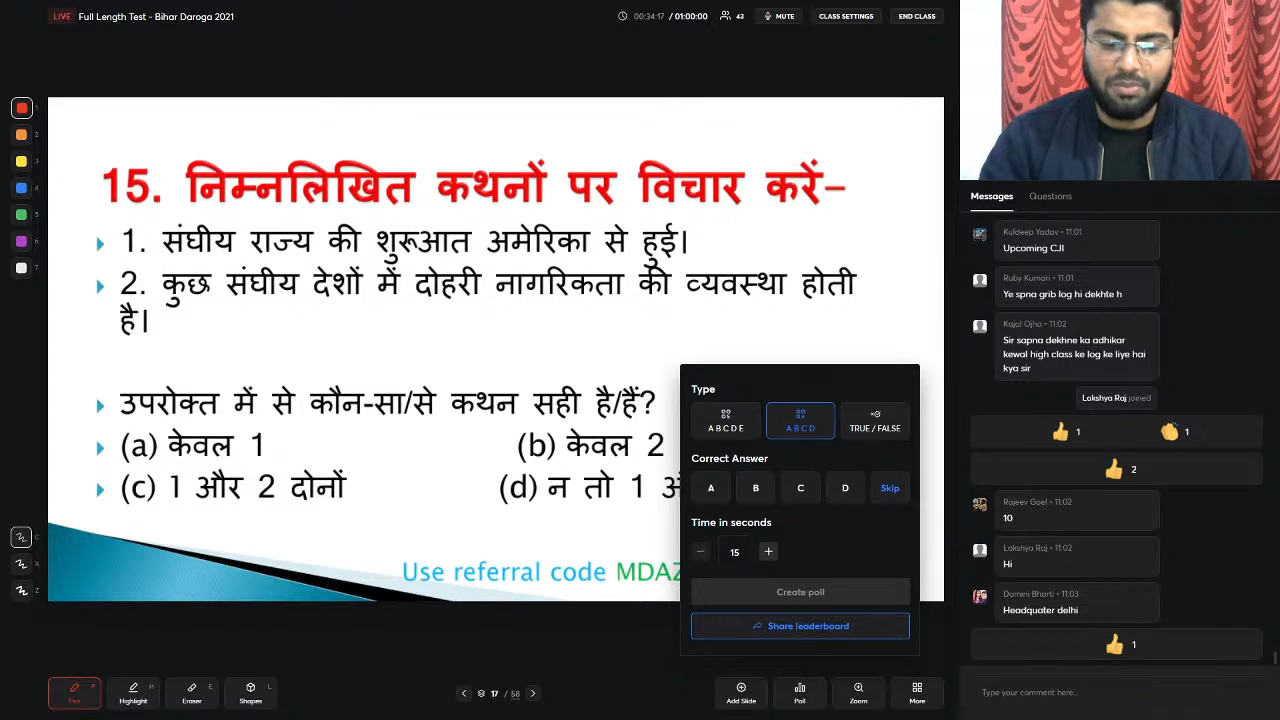 LIVE Full Length Test - Bihar Daroga 2021
00:34:17 / 01:00:00 43 MUTE CLASS SETTINGS END CLASS
1
2
3
4
5
6
7
C
X
Z
15. निम्नलिखित कथनों पर विचार करें–
1. संघीय राज्य की शुरूआत अमेरिका से हुई।
2. कुछ संघीय देशों में दोहरी नागरिकता की व्यवस्था होती
है।
उपरोक्त में से कौन-सा/से कथन सही है/हैं?
(a) केवल 1 (b) केवल 2
(c) 1 और 2 दोनों (d) न तो 1
Use referral code MDAZ
Type
A B C D E A B C D TRUE / FALSE
Correct Answer
A B C D Skip
Time in seconds
15
Create poll
Share leaderboard
P H E L
Pen Highlight Eraser Shapes
17 / 58
Add Slide Poll Zoom More
Messages Questions
Kuldeep Yadav • 11:01
Upcoming CJI
Ruby Kumari • 11:01
Ye spna grib log hi dekhte h
Kajal Ojha • 11:02
Sir sapna dekhne ka adhikar
kewal high class ke log ke liye hai
kya sir
Lakshya Raj joined
1 1
2
Rajeev Goel • 11:02
10
Lakshya Raj • 11:02
Hi
Damini Bharti • 11:03
Headquater delhi
1
Type your comment here...